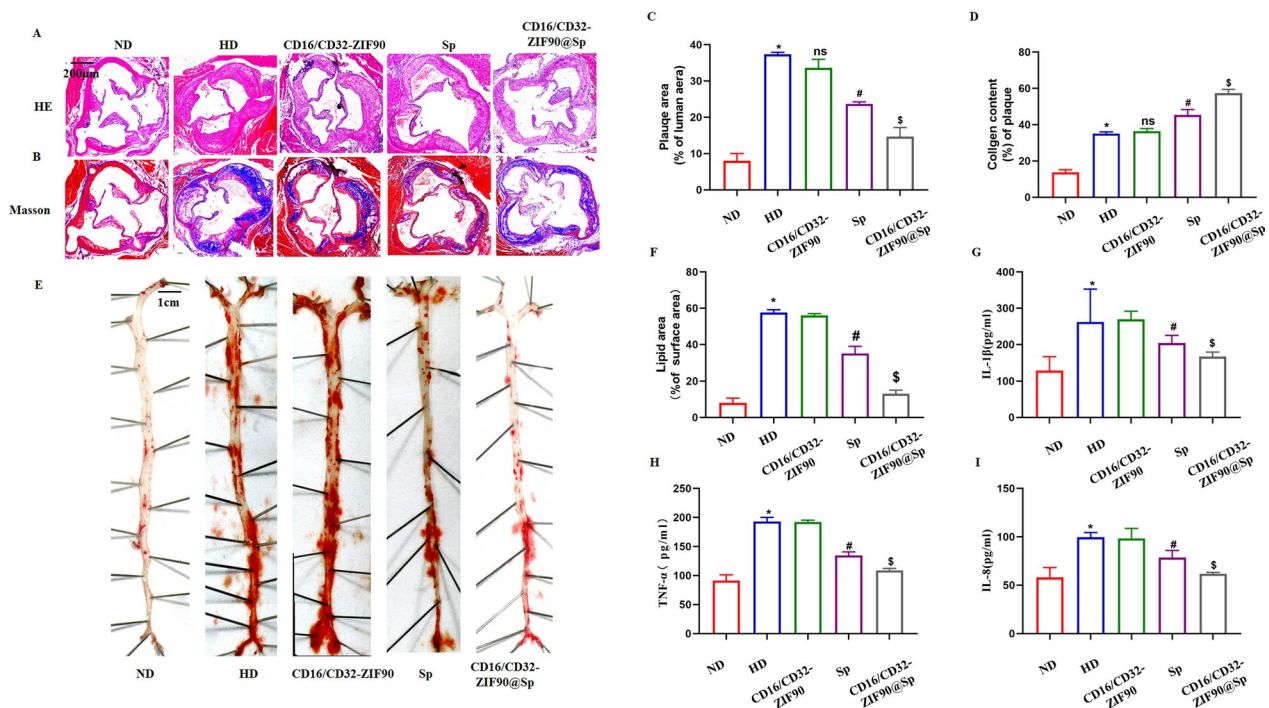 A
ND
HD
CD16/CD32-ZIF90
Sp
CD16/CD32-
ZIF90@Sp
200μm
HE
B
Masson
E
1cm
ND
HD
CD16/CD32-ZIF90
Sp
CD16/CD32-
ZIF90@Sp
C
Plauqe area
(% of luman aera)
50
40
30
20
10
0
*
ns
#
$
ND
HD
CD16/CD32-
ZIF90
Sp
CD16/CD32-
ZIF90@Sp
D
Collgen content
(%) of plaque
80
60
40
20
0
*
ns
#
$
ND
HD
CD16/CD32-
ZIF90
Sp
CD16/CD32-
ZIF90@Sp
F
Lipid area
(%of surface area)
80
60
40
20
0
*
#
$
ND
HD
CD16/CD32-
ZIF90
Sp
CD16/CD32-
ZIF90@Sp
G
IL-1β(pg/ml)
400
300
200
100
0
*
#
$
ND
HD
CD16/CD32-
ZIF90
Sp
CD16/CD32-
ZIF90@Sp
H
TNF-α( pg/ml)
250
200
150
100
50
0
*
#
$
ND
HD
CD16/CD32-
ZIF90
Sp
CD16/CD32-
ZIF90@Sp
I
IL-8(pg/ml)
150
100
50
0
*
#
$
ND
HD
CD16/CD32-
ZIF90
Sp
CD16/CD32-
ZIF90@Sp